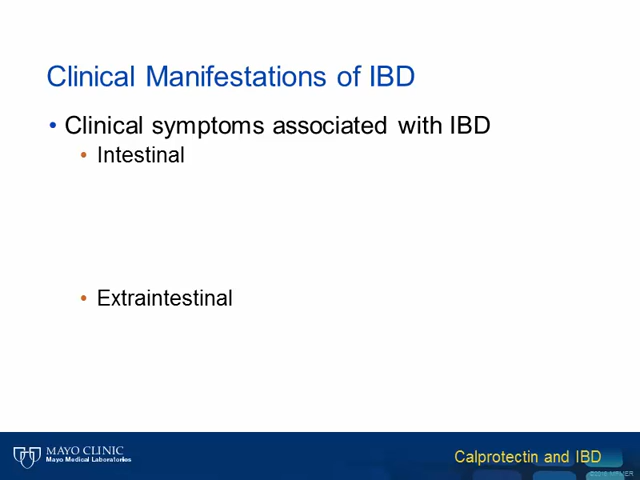 Clinical Manifestations of IBD
• Clinical symptoms associated with IBD
• Intestinal
• Extraintestinal
MAYO CLINIC
Mayo Medical Laboratories
Calprotectin and IBD